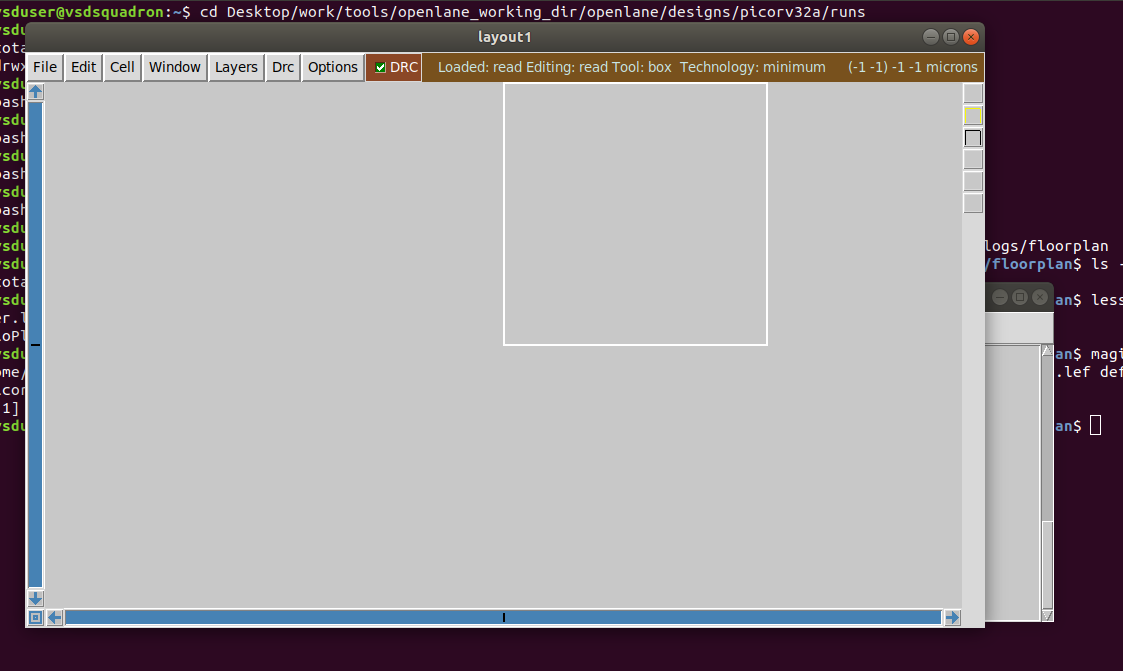 vsduser@vsdsquadron:~$ cd Desktop/work/tools/openlane_working_dir/openlane/designs/picorv32a/runs
vsdu
layout1
tota
File Edit Cell Window Layers Drc Options DRC Loaded: read Editing: read Tool: box Technology: minimum (-1 -1) -1 -1 microns
drwx
vsdu
bash
vsdu
bash
vsdu
bash
vsdu
bash
vsdu
vsdu logs/floorplan
vsdu /floorplan$ ls -
tota
vsdu an$ less
er.l
oPl
vsdu an$ magi
ome/ .lef def
icor
1]
vsdu an$